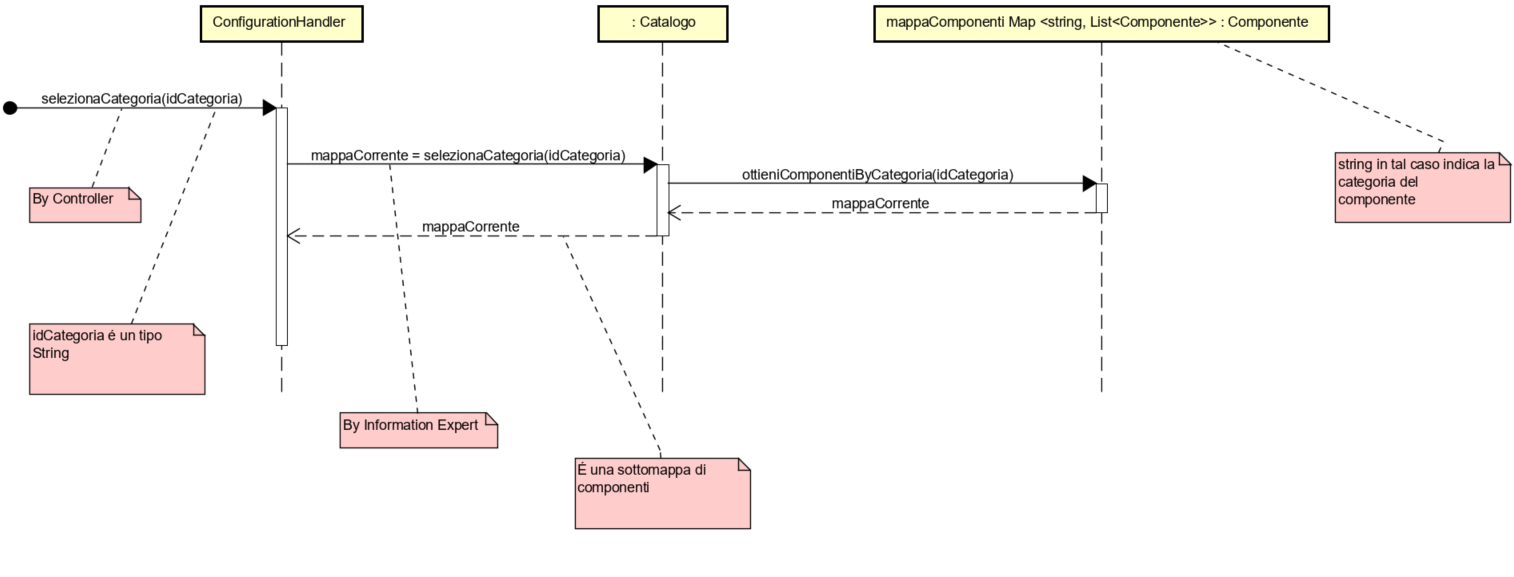 ConfigurationHandler
: Catalogo
mappaComponenti Map <string, List<Componente>> : Componente
selezionaCategoria(idCategoria)
mappaCorrente = selezionaCategoria(idCategoria)
ottieniComponentiByCategoria(idCategoria)
mappaCorrente
mappaCorrente
string in tal caso indica la
categoria del
componente
By Controller
idCategoria é un tipo
String
By Information Expert
É una sottomappa di
componenti